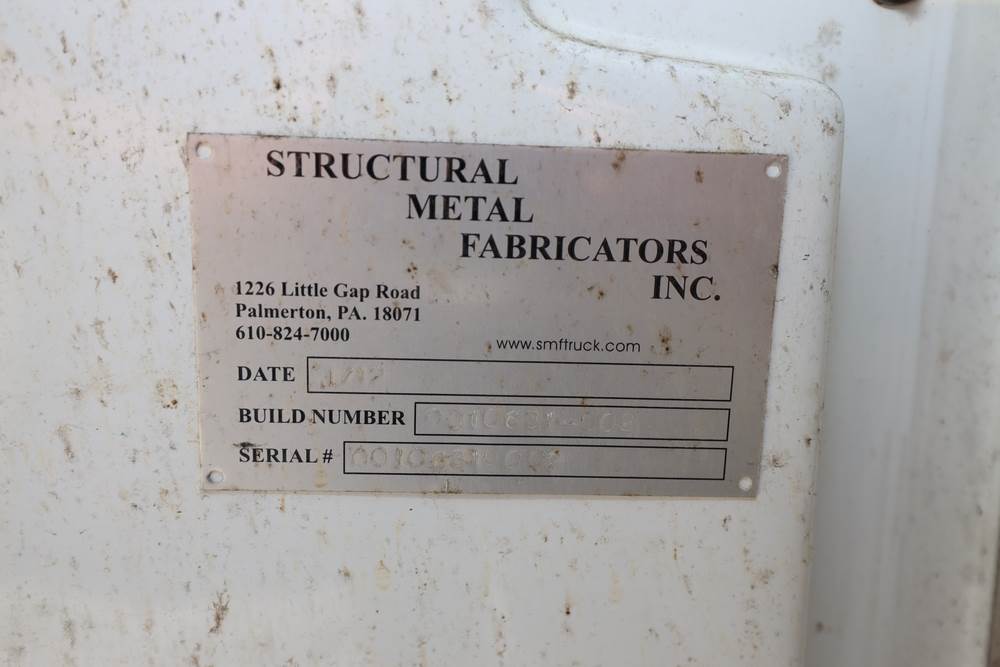 STRUCTURAL
METAL
FABRICATORS
INC.
1226 Little Gap Road
Palmerton, PA. 18071
610-824-7000
www.smftruck.com
DATE
BUILD NUMBER
SERIAL #